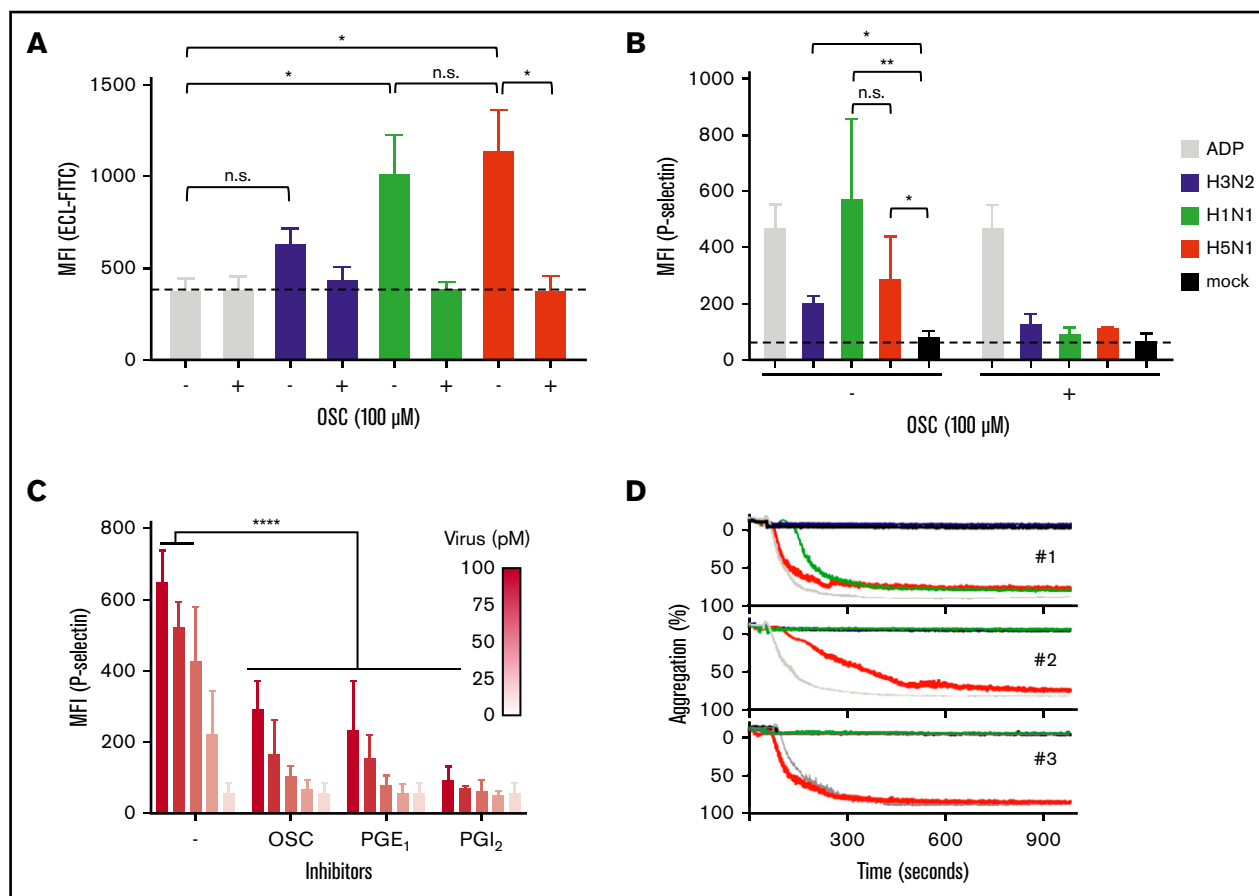 A
*
*
n.s.
*
n.s.
1500
1000
500
0
MFI (ECL-FITC)
- + - + - + - +
OSC (100 µM)
B
*
**
n.s.
*
1000
800
600
400
200
0
MFI (P-selectin)
- +
OSC (100 µM)
ADP
H3N2
H1N1
H5N1
mock
C
****
800
600
400
200
0
MFI (P-selectin)
Virus (pM)
100
75
50
25
0
- OSC PGE₁ PGI₂
Inhibitors
D
0
50
100
#1
0
50
100
#2
0
50
100
#3
Aggregation (%)
300 600 900
Time (seconds)